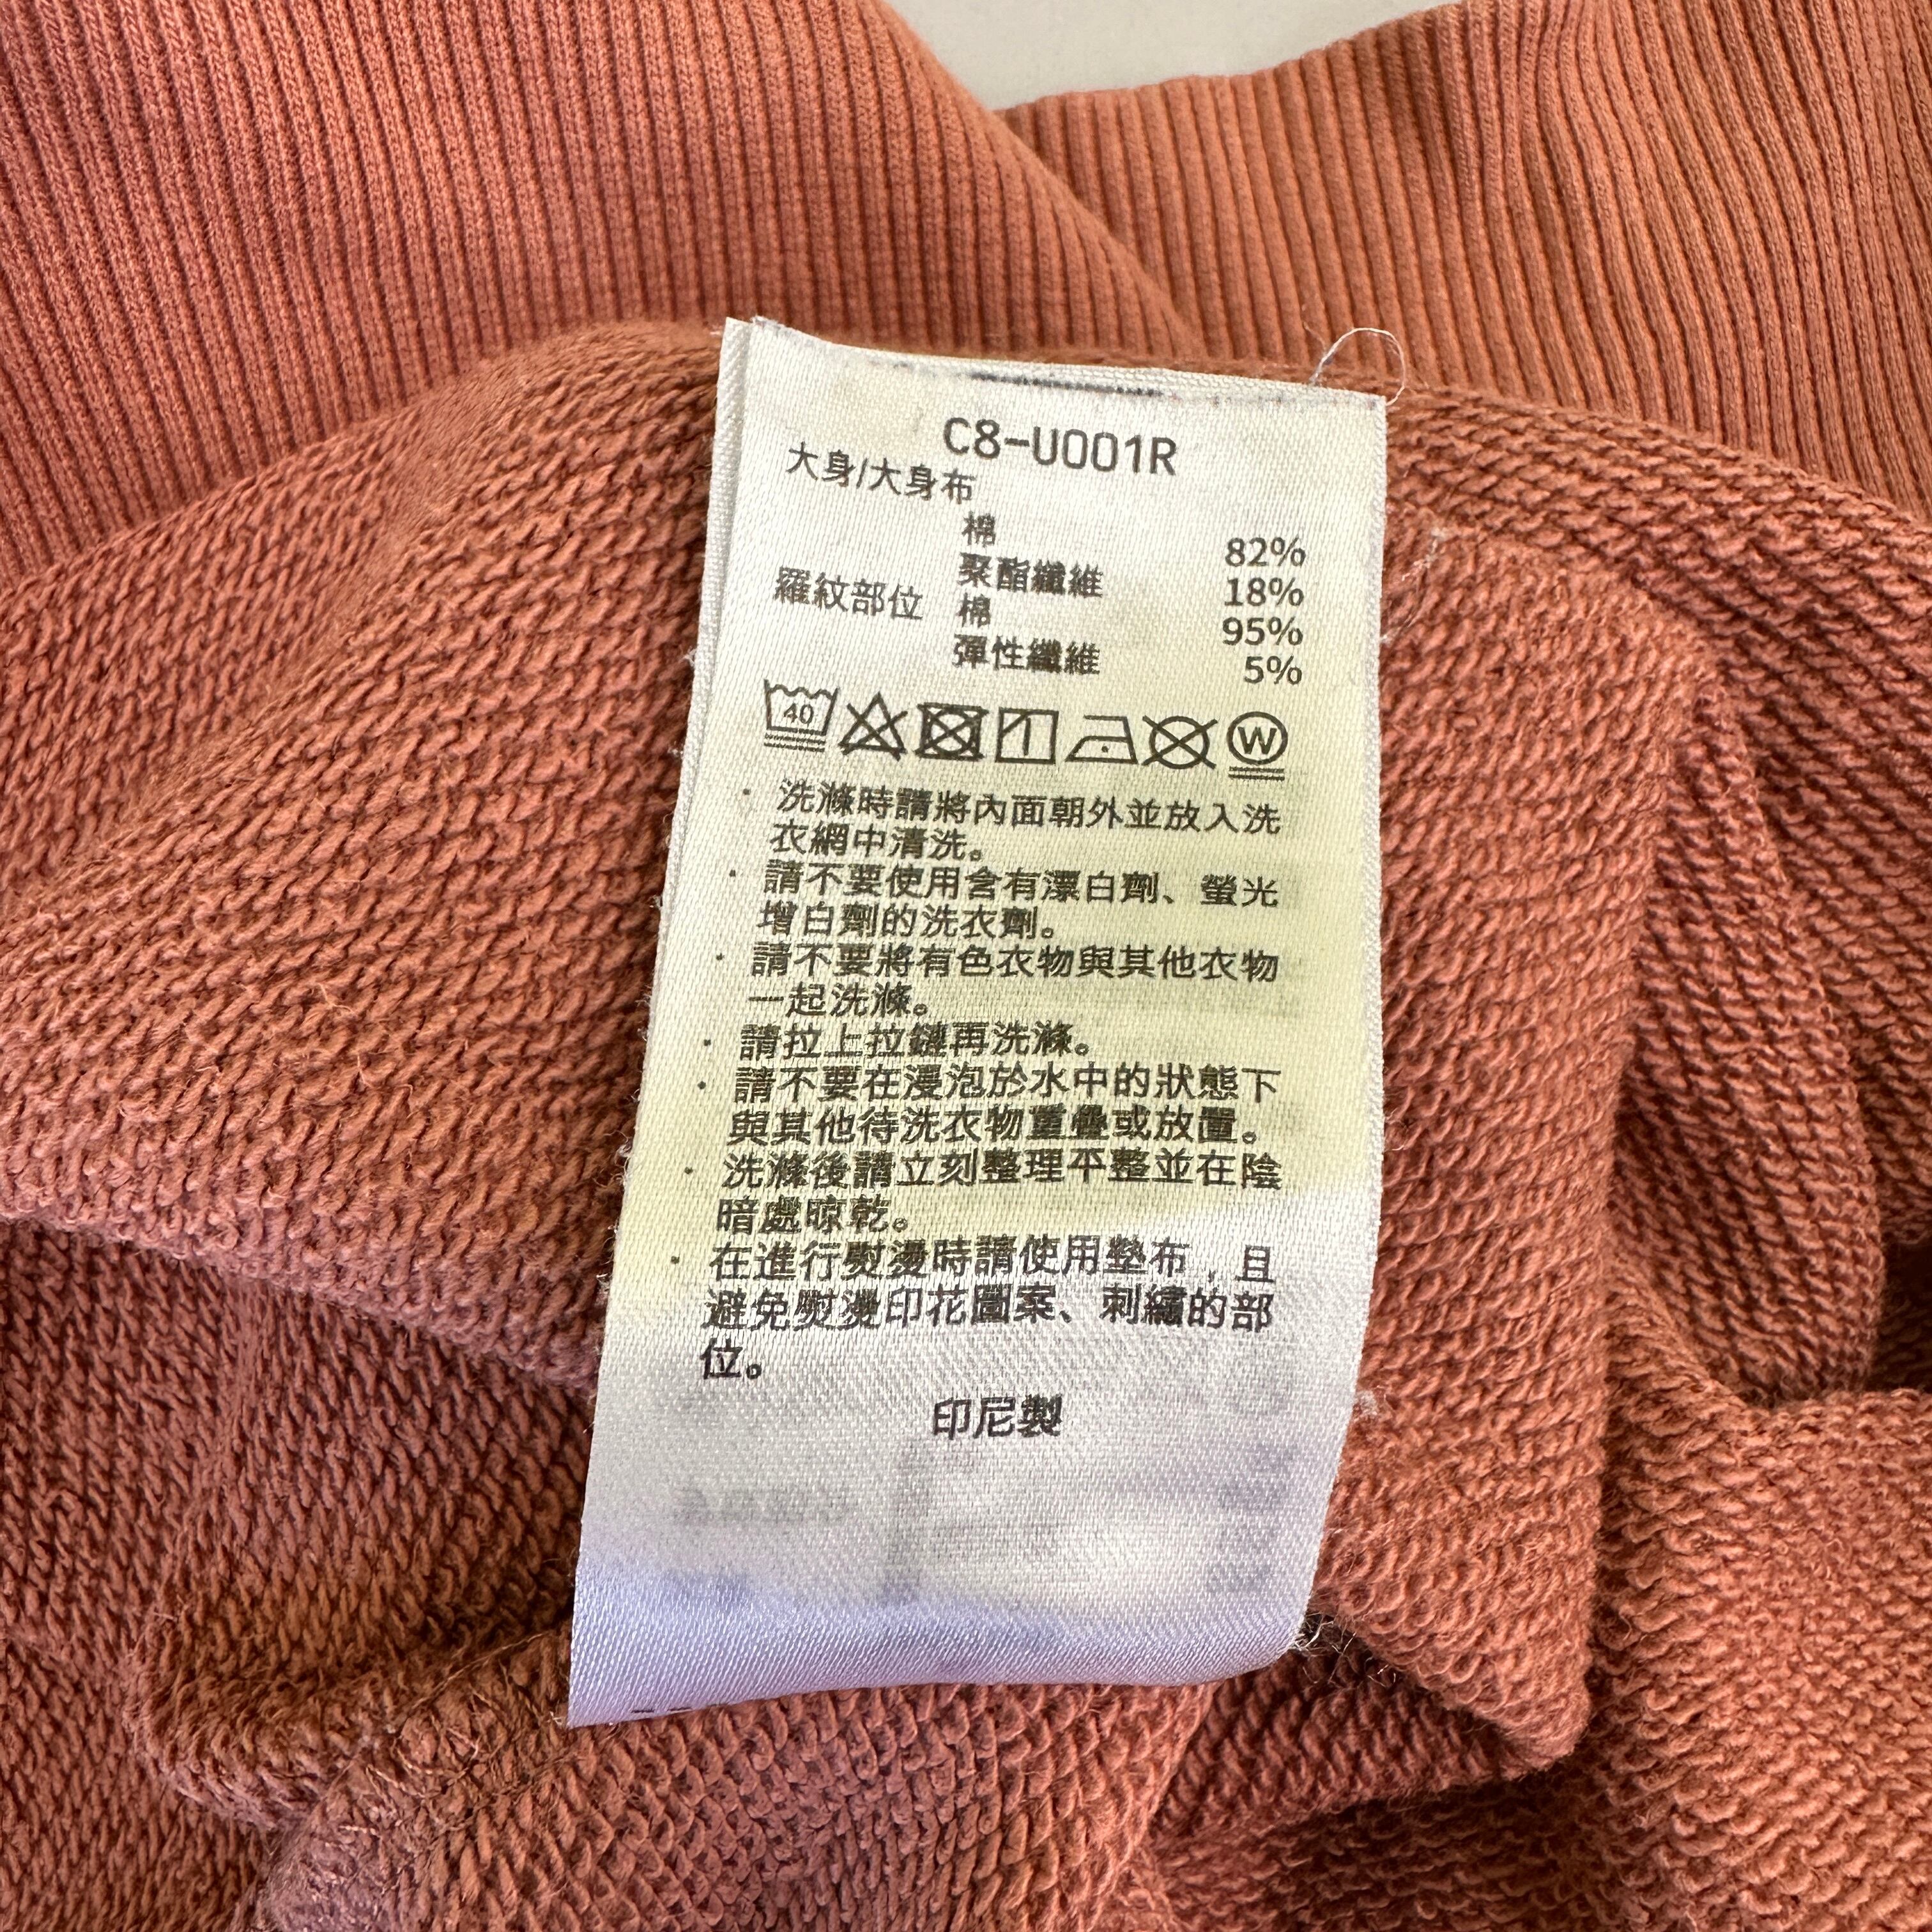 C8-U001R
大身/大身布
棉 82%
聚酯纖維 18%
羅紋部位 棉 95%
彈性纖維 5%
40 W
· 洗滌時請將內面朝外並放入洗
衣網中清洗。
· 請不要使用含有漂白劑、螢光
增白劑的洗衣劑。
· 請不要將有色衣物與其他衣物
一起洗滌。
· 請拉上拉鏈再洗滌。
· 請不要在浸泡於水中的狀態下
與其他待洗衣物重疊或放置。
· 洗滌後請立刻整理平整並在陰
暗處晾乾。
· 在進行熨燙時請使用墊布，且
避免熨燙印花圖案、刺繡的部
位。
印尼製